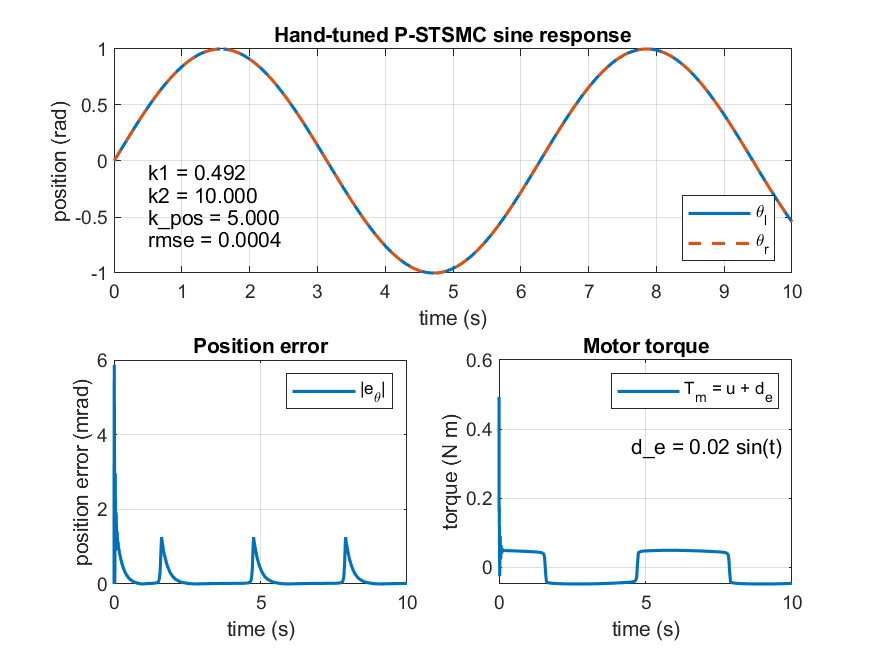 Hand-tuned P-STSMC sine response
position (rad)
1
0.5
0
-0.5
-1
k1 = 0.492
k2 = 10.000
k_pos = 5.000
rmse = 0.0004
θl
θr
0 1 2 3 4 5 6 7 8 9 10
time (s)
Position error
position error (mrad)
6
4
2
0
|eθ|
0 5 10
time (s)
Motor torque
torque (N m)
0.6
0.4
0.2
0
Tm = u + de
d_e = 0.02 sin(t)
0 5 10
time (s)